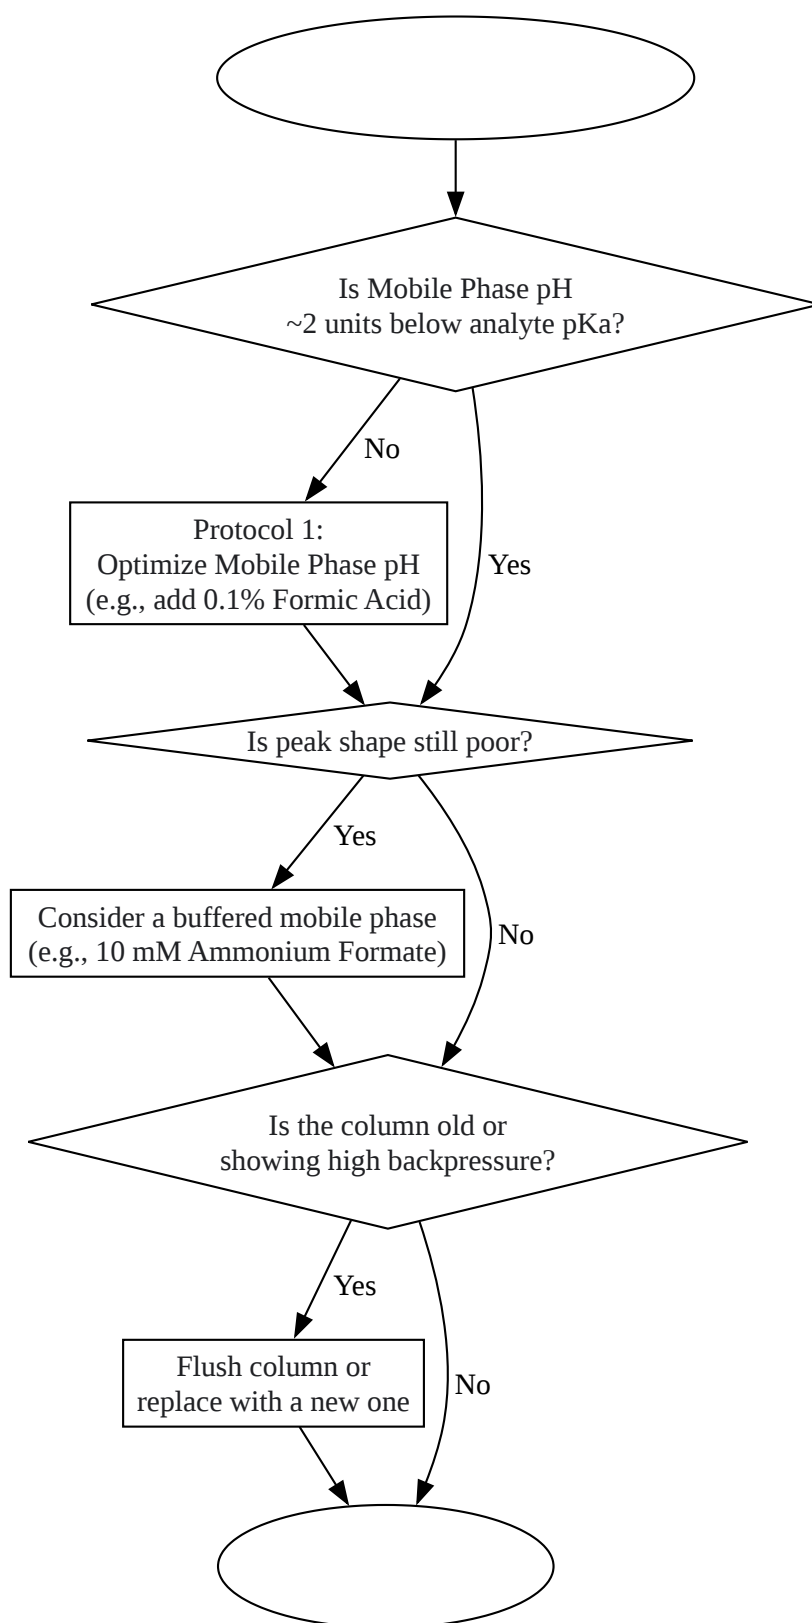 Is Mobile Phase pH
~2 units below analyte pKa?
No
Yes
Protocol 1:
Optimize Mobile Phase pH
(e.g., add 0.1% Formic Acid)
Is peak shape still poor?
Yes
No
Consider a buffered mobile phase
(e.g., 10 mM Ammonium Formate)
Is the column old or
showing high backpressure?
Yes
No
Flush column or
replace with a new one